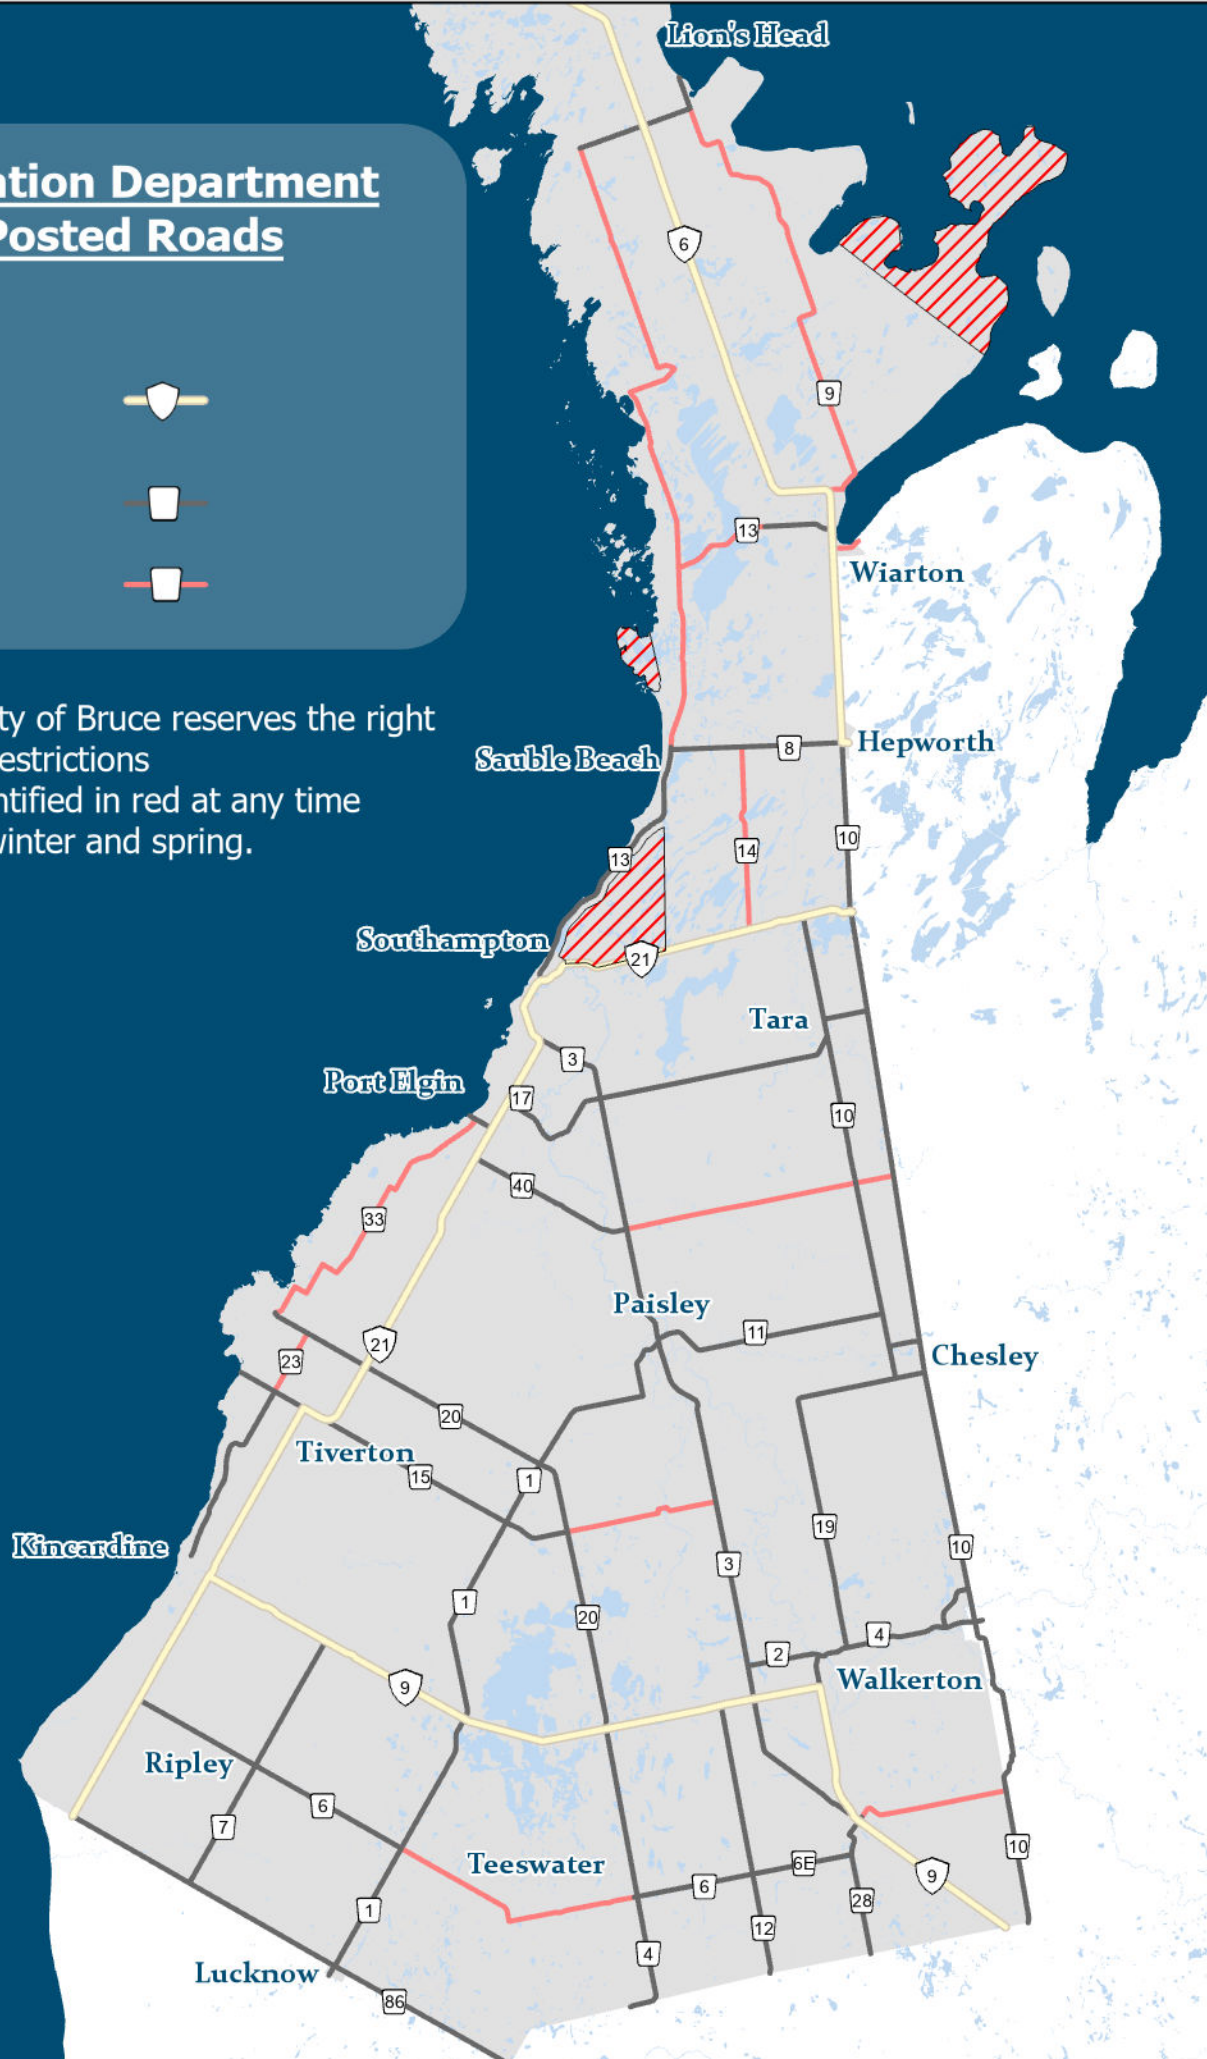 Lion's Head
ation Department
Posted Roads
6
9
13
Wiarton
ty of Bruce reserves the right
estrictions
ntified in red at any time
winter and spring.
Sauble Beach
8
Hepworth
13
14
10
Southampton
21
Tara
3
Port Elgin
17
10
40
33
Paisley
11
21
23
Chesley
20
Tiverton
15
1
19
Kincardine
10
3
1
20
4
2
9
Walkerton
Ripley
6
7
10
Teeswater
6E
9
6
28
1
12
4
Lucknow
86